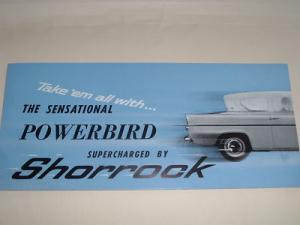 Take 'em all with...
THE SENSATIONAL
POWERBIRD
SUPERCHARGED BY
Shorrock